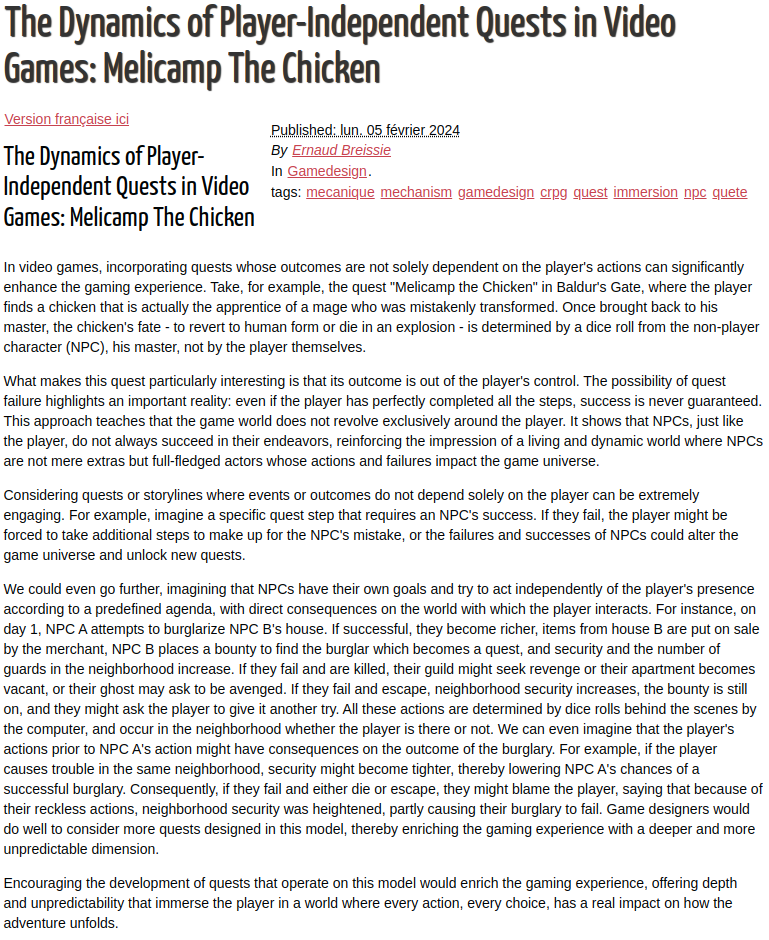 The Dynamics of Player-Independent Quests in Video
Games: Melicamp The Chicken
Version française ici
The Dynamics of Player-
Independent Quests in Video
Games: Melicamp The Chicken
Published: lun. 05 février 2024
By Ernaud Breissie
In Gamedesign.
tags: mecanique mechanism gamedesign crpg quest immersion npc quete
In video games, incorporating quests whose outcomes are not solely dependent on the player's actions can significantly
enhance the gaming experience. Take, for example, the quest "Melicamp the Chicken" in Baldur's Gate, where the player
finds a chicken that is actually the apprentice of a mage who was mistakenly transformed. Once brought back to his
master, the chicken's fate - to revert to human form or die in an explosion - is determined by a dice roll from the non-player
character (NPC), his master, not by the player themselves.
What makes this quest particularly interesting is that its outcome is out of the player's control. The possibility of quest
failure highlights an important reality: even if the player has perfectly completed all the steps, success is never guaranteed.
This approach teaches that the game world does not revolve exclusively around the player. It shows that NPCs, just like
the player, do not always succeed in their endeavors, reinforcing the impression of a living and dynamic world where NPCs
are not mere extras but full-fledged actors whose actions and failures impact the game universe.
Considering quests or storylines where events or outcomes do not depend solely on the player can be extremely
engaging. For example, imagine a specific quest step that requires an NPC's success. If they fail, the player might be
forced to take additional steps to make up for the NPC's mistake, or the failures and successes of NPCs could alter the
game universe and unlock new quests.
We could even go further, imagining that NPCs have their own goals and try to act independently of the player's presence
according to a predefined agenda, with direct consequences on the world with which the player interacts. For instance, on
day 1, NPC A attempts to burglarize NPC B's house. If successful, they become richer, items from house B are put on sale
by the merchant, NPC B places a bounty to find the burglar which becomes a quest, and security and the number of
guards in the neighborhood increase. If they fail and are killed, their guild might seek revenge or their apartment becomes
vacant, or their ghost may ask to be avenged. If they fail and escape, neighborhood security increases, the bounty is still
on, and they might ask the player to give it another try. All these actions are determined by dice rolls behind the scenes by
the computer, and occur in the neighborhood whether the player is there or not. We can even imagine that the player's
actions prior to NPC A's action might have consequences on the outcome of the burglary. For example, if the player
causes trouble in the same neighborhood, security might become tighter, thereby lowering NPC A's chances of a
successful burglary. Consequently, if they fail and either die or escape, they might blame the player, saying that because of
their reckless actions, neighborhood security was heightened, partly causing their burglary to fail. Game designers would
do well to consider more quests designed in this model, thereby enriching the gaming experience with a deeper and more
unpredictable dimension.
Encouraging the development of quests that operate on this model would enrich the gaming experience, offering depth
and unpredictability that immerse the player in a world where every action, every choice, has a real impact on how the
adventure unfolds.